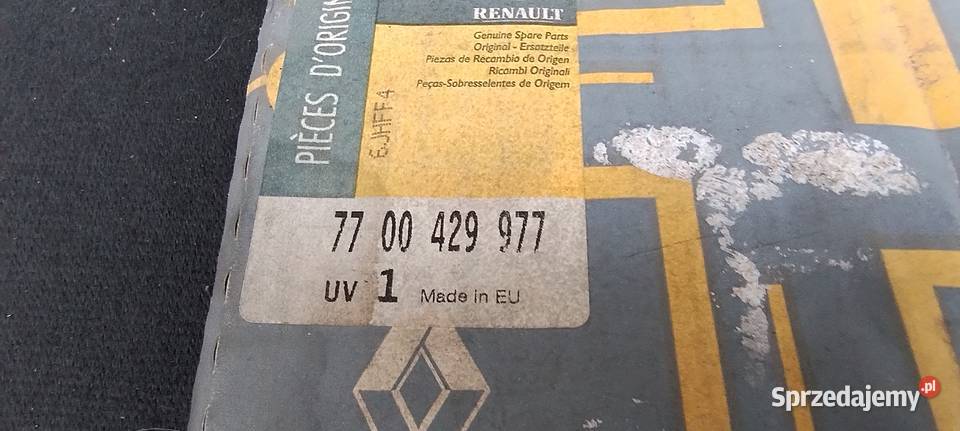 RENAULT
Genuine Spare Parts
Original - Ersatzteile
Piezas de Recambio de Origen
Ricambi Originali
Peças-Sobresselentes de Origem
PIÈCES D'ORIGIN
6JHFF4
77 00 429 977
UV 1 Made in EU
Sprzedajemy.pl